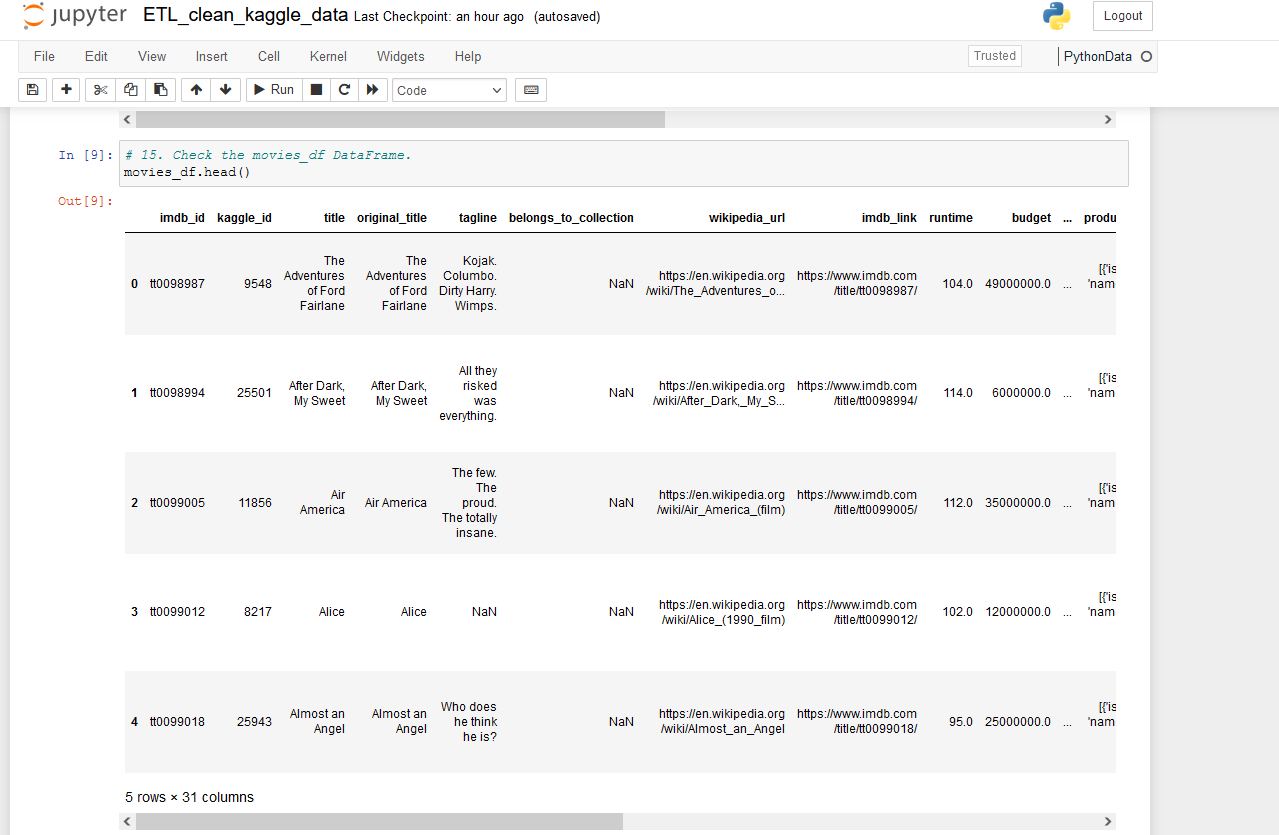 jupyter ETL_clean_kaggle_data Last Checkpoint: an hour ago (autosaved) Logout
File Edit View Insert Cell Kernel Widgets Help Trusted PythonData
Run Code
In [9]: # 15. Check the movies_df DataFrame.
movies_df.head()
Out[9]:
imdb_id kaggle_id title original_title tagline belongs_to_collection wikipedia_url imdb_link runtime budget ... produ
The The Kojak.
Adventures Adventures Columbo. https://en.wikipedia.org https://www.imdb.com [{'is
0 tt0098987 9548 of Ford of Ford Dirty Harry. NaN /wiki/The_Adventures_o... /title/tt0098987/ 104.0 49000000.0 ... 'nam
Fairlane Fairlane Wimps.
All they
After Dark, After Dark, risked https://en.wikipedia.org https://www.imdb.com [{'is
1 tt0098994 25501 My Sweet My Sweet was NaN /wiki/After_Dark,_My_S... /title/tt0098994/ 114.0 6000000.0 ... 'nam
everything.
The few.
The
Air proud. https://en.wikipedia.org https://www.imdb.com [{'is
2 tt0099005 11856 America Air America The totally NaN /wiki/Air_America_(film) /title/tt0099005/ 112.0 35000000.0 ... 'nam
insane.
https://en.wikipedia.org https://www.imdb.com [{'is
3 tt0099012 8217 Alice Alice NaN NaN /wiki/Alice_(1990_film) /title/tt0099012/ 102.0 12000000.0 ... 'nam
Who does
Almost an Almost an he think https://en.wikipedia.org https://www.imdb.com [{'is
4 tt0099018 25943 Angel Angel he is? NaN /wiki/Almost_an_Angel /title/tt0099018/ 95.0 25000000.0 ... 'nam
5 rows × 31 columns